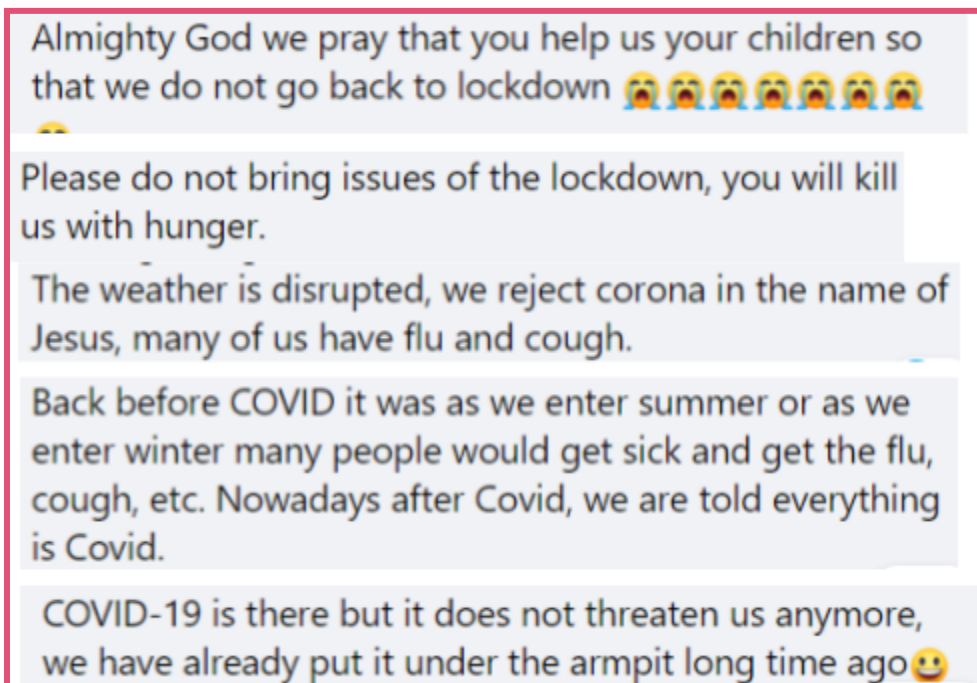 Almighty God we pray that you help us your children so
that we do not go back to lockdown 😭😭😭😭😭😭😭
Please do not bring issues of the lockdown, you will kill
us with hunger.
The weather is disrupted, we reject corona in the name of
Jesus, many of us have flu and cough.
Back before COVID it was as we enter summer or as we
enter winter many people would get sick and get the flu,
cough, etc. Nowadays after Covid, we are told everything
is Covid.
COVID-19 is there but it does not threaten us anymore,
we have already put it under the armpit long time ago😀